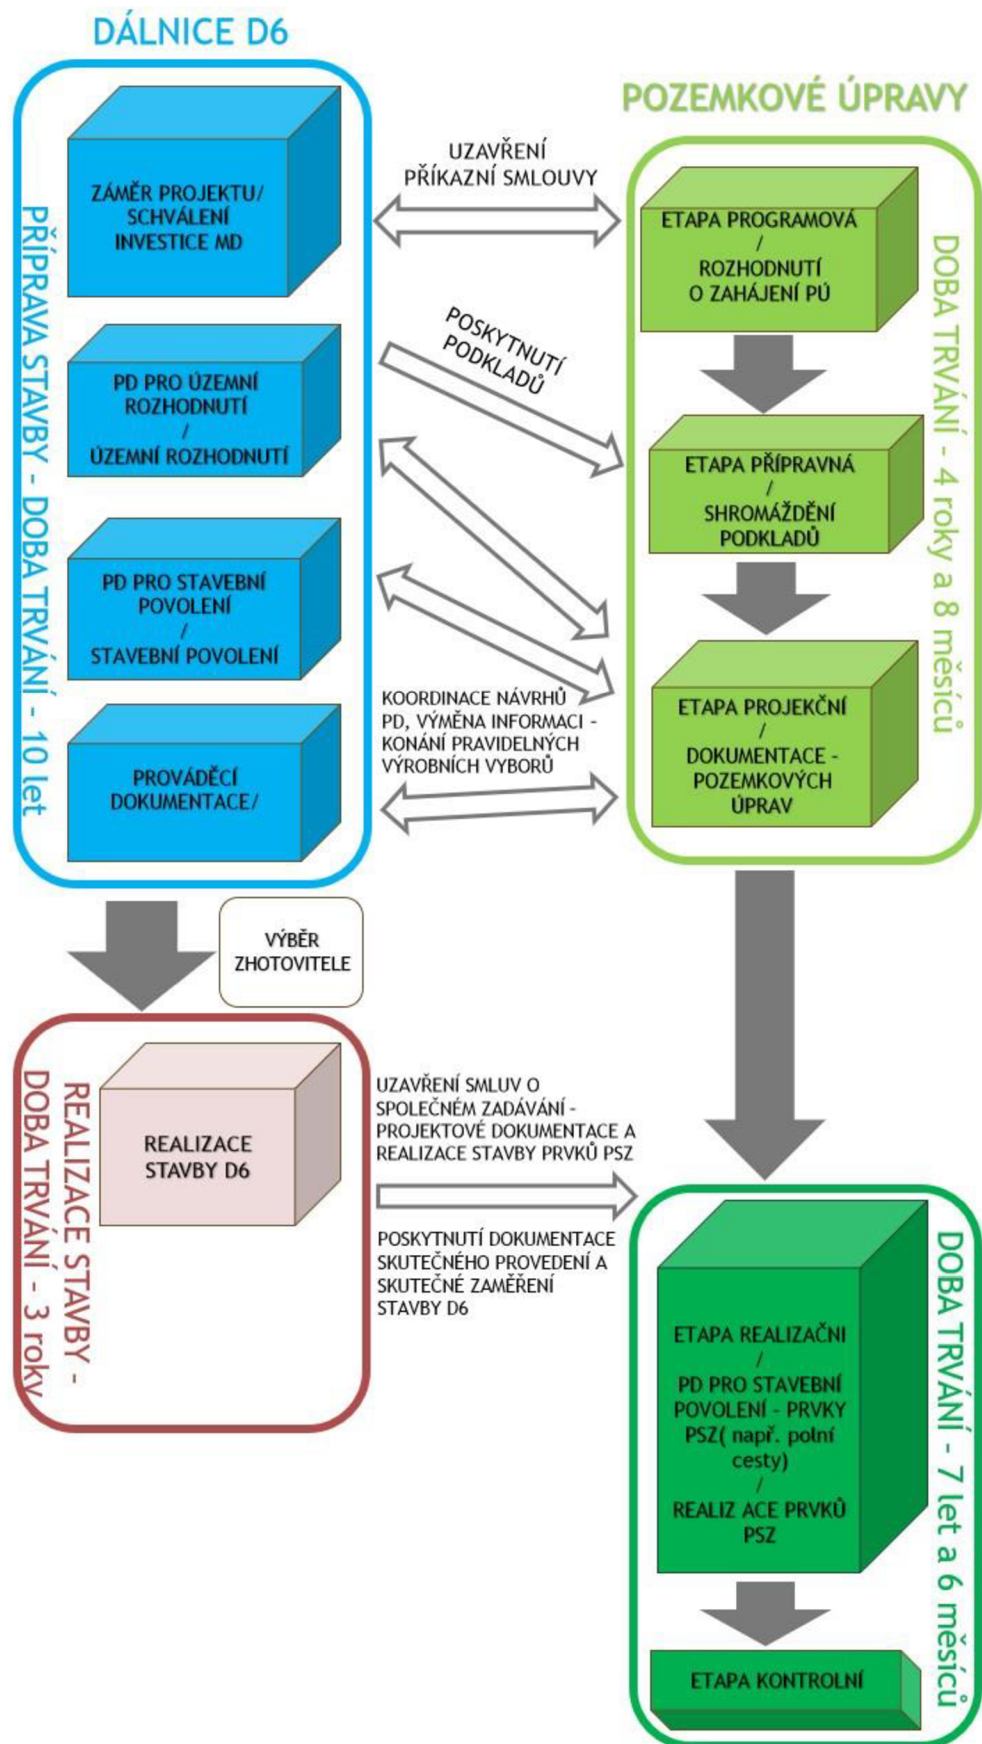 DÁLNICE D6
PŘÍPRAVA STAVBY - DOBA TRVÁNÍ - 10 let
ZÁMĚR PROJEKTU/
SCHVÁLENÍ
INVESTICE MD
PD PRO ÚZEMNÍ
ROZHODNUTÍ
/
ÚZEMNÍ ROZHODNUTÍ
PD PRO STAVEBNÍ
POVOLENÍ
/
STAVEBNÍ POVOLENÍ
PROVÁDĚCÍ
DOKUMENTACE/
UZAVŘENÍ
PŘÍKAZNÍ SMLOUVY
POSKYTNUTÍ
PODKLADŮ
KOORDINACE NÁVRHŮ
PD, VÝMĚNA INFORMACI -
KONÁNÍ PRAVIDELNÝCH
VÝROBNÍCH VYBORŮ
POZEMKOVÉ ÚPRAVY
ETAPA PROGRAMOVÁ
/
ROZHODNUTÍ
O ZAHÁJENÍ PÚ
ETAPA PŘÍPRAVNÁ
/
SHROMÁŽDĚNÍ
PODKLADŮ
ETAPA PROJEKČNÍ
/
DOKUMENTACE -
POZEMKOVÝCH
ÚPRAV
DOBA TRVÁNÍ - 4 roky a 8 měsíců
VÝBĚR
ZHOTOVITELE
REALIZACE STAVBY -
DOBA TRVÁNÍ - 3 roky
REALIZACE
STAVBY D6
UZAVŘENÍ SMLUV O
SPOLEČNÉM ZADÁVÁNÍ -
PROJEKTOVÉ DOKUMENTACE A
REALIZACE STAVBY PRVKŮ PSZ
POSKYTNUTÍ DOKUMENTACE
SKUTEČNÉHO PROVEDENÍ A
SKUTEČNÉ ZAMĚŘENÍ
STAVBY D6
ETAPA REALIZAČNI
/
PD PRO STAVEBNÍ
POVOLENÍ - PRVKY
PSZ( např. polní
cesty)
/
REALIZ ACE PRVKŮ
PSZ
ETAPA KONTROLNÍ
DOBA TRVÁNÍ - 7 let a 6 měsíců